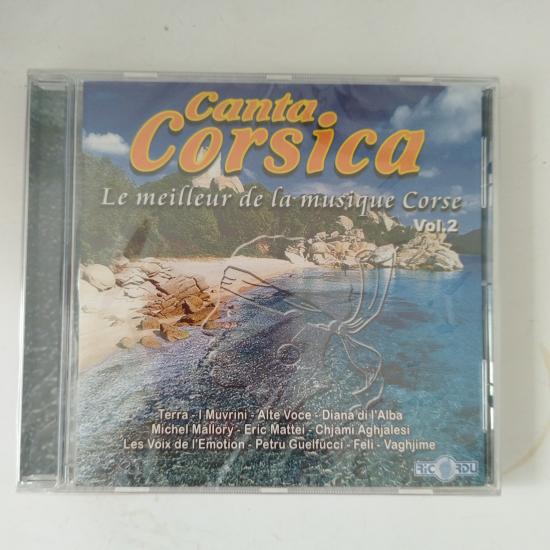 Canta
Corsica
Le meilleur de la musique Corse
Vol.2
Terra - I Muvrini - Alte Voce - Diana di l'Alba
Michel Mallory - Eric Mattei - Chjami Aghjalesi
Les Voix de l'Emotion - Petru Guelfucci - Feli - Vaghjime
RICORDU